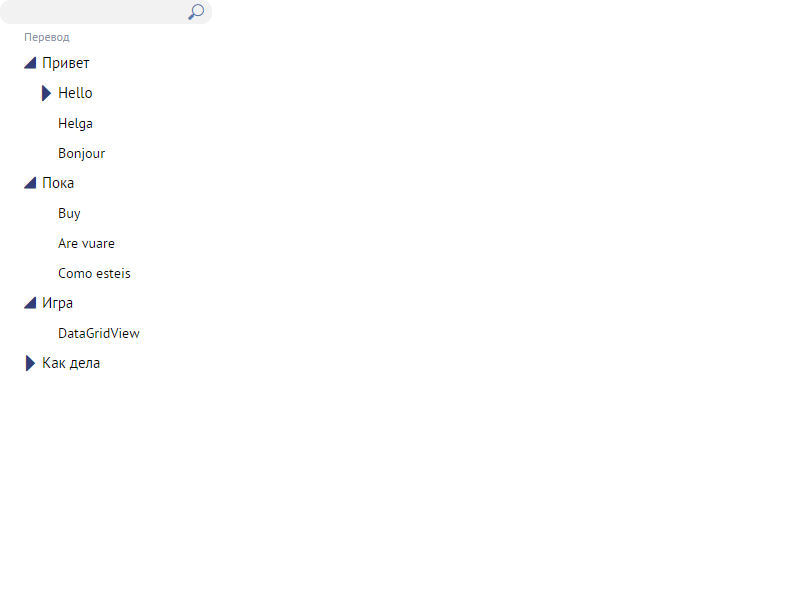 Перевод
Привет
Hello
Helga
Bonjour
Пока
Buy
Are vuare
Como esteis
Игра
DataGridView
Как дела